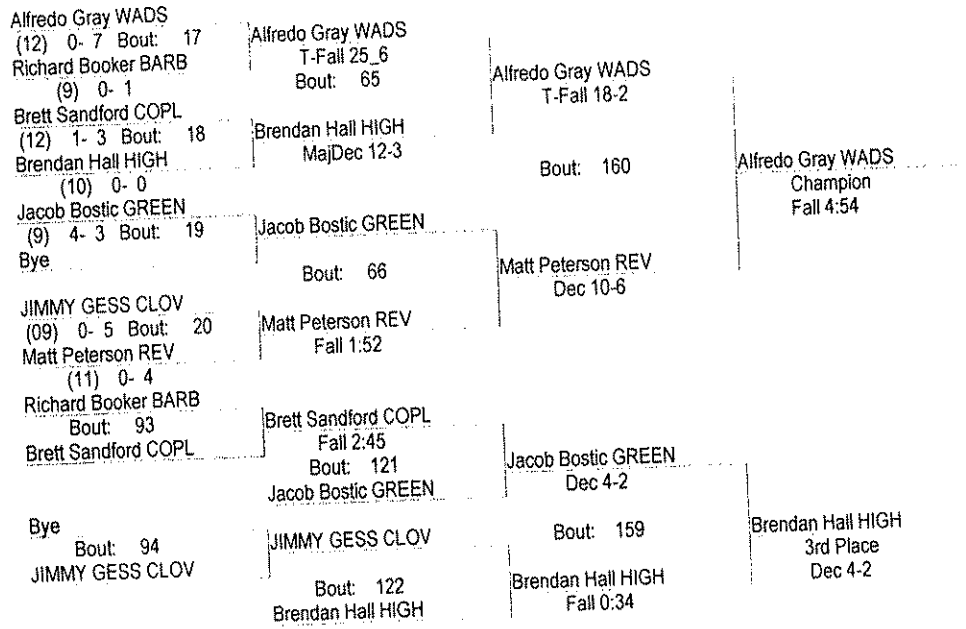 Alfredo Gray WADS
(12) 0- 7 Bout: 17
Richard Booker BARB
(9) 0- 1
Brett Sandford COPL
(12) 1- 3 Bout: 18
Brendan Hall HIGH
(10) 0- 0
Jacob Bostic GREEN
(9) 4- 3 Bout: 19
Bye
JIMMY GESS CLOV
(09) 0- 5 Bout: 20
Matt Peterson REV
(11) 0- 4
Richard Booker BARB
Bout: 93
Brett Sandford COPL
Bye
Bout: 94
JIMMY GESS CLOV
Alfredo Gray WADS
T-Fall 25_6
Bout: 65
Brendan Hall HIGH
MajDec 12-3
Jacob Bostic GREEN
Bout: 66
Matt Peterson REV
Fall 1:52
Brett Sandford COPL
Fall 2:45
Bout: 121
Jacob Bostic GREEN
JIMMY GESS CLOV
Bout: 122
Brendan Hall HIGH
Alfredo Gray WADS
T-Fall 18-2
Bout: 160
Matt Peterson REV
Dec 10-6
Jacob Bostic GREEN
Dec 4-2
Bout: 159
Brendan Hall HIGH
Fall 0:34
Alfredo Gray WADS
Champion
Fall 4:54
Brendan Hall HIGH
3rd Place
Dec 4-2